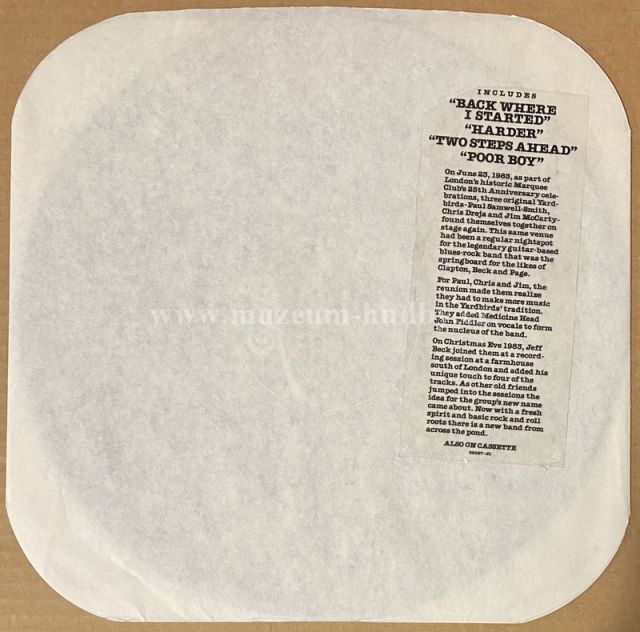 INCLUDES
"BACK WHERE
I STARTED"
"HARDER"
"TWO STEPS AHEAD"
"POOR BOY"
On June 23, 1983, as part of
London's historic Marquee
Club's 25th Anniversary cele-
brations, three original Yard-
birds-Paul Samwell-Smith,
Chris Dreja and Jim McCarty-
found themselves together on
stage again. This same venue
had been a regular nightspot
for the legendary guitar-based
blues-rock band that was the
springboard for the likes of
Clapton, Beck and Page.
For Paul, Chris and Jim, the
reunion made them realize
they had to make more music
in the Yardbirds' tradition.
They added Medicine Head
John Fiddler on vocals to form
the nucleus of the band.
On Christmas Eve 1983, Jeff
Beck joined them at a record-
ing session at a farmhouse
south of London and added his
unique touch to four of the
tracks. As other old friends
jumped into the sessions the
idea for the group's new name
came about. Now with a fresh
spirit and basic rock and roll
roots there is a new band from
across the pond.
ALSO ON CASSETTE
www.muzeum-hudb